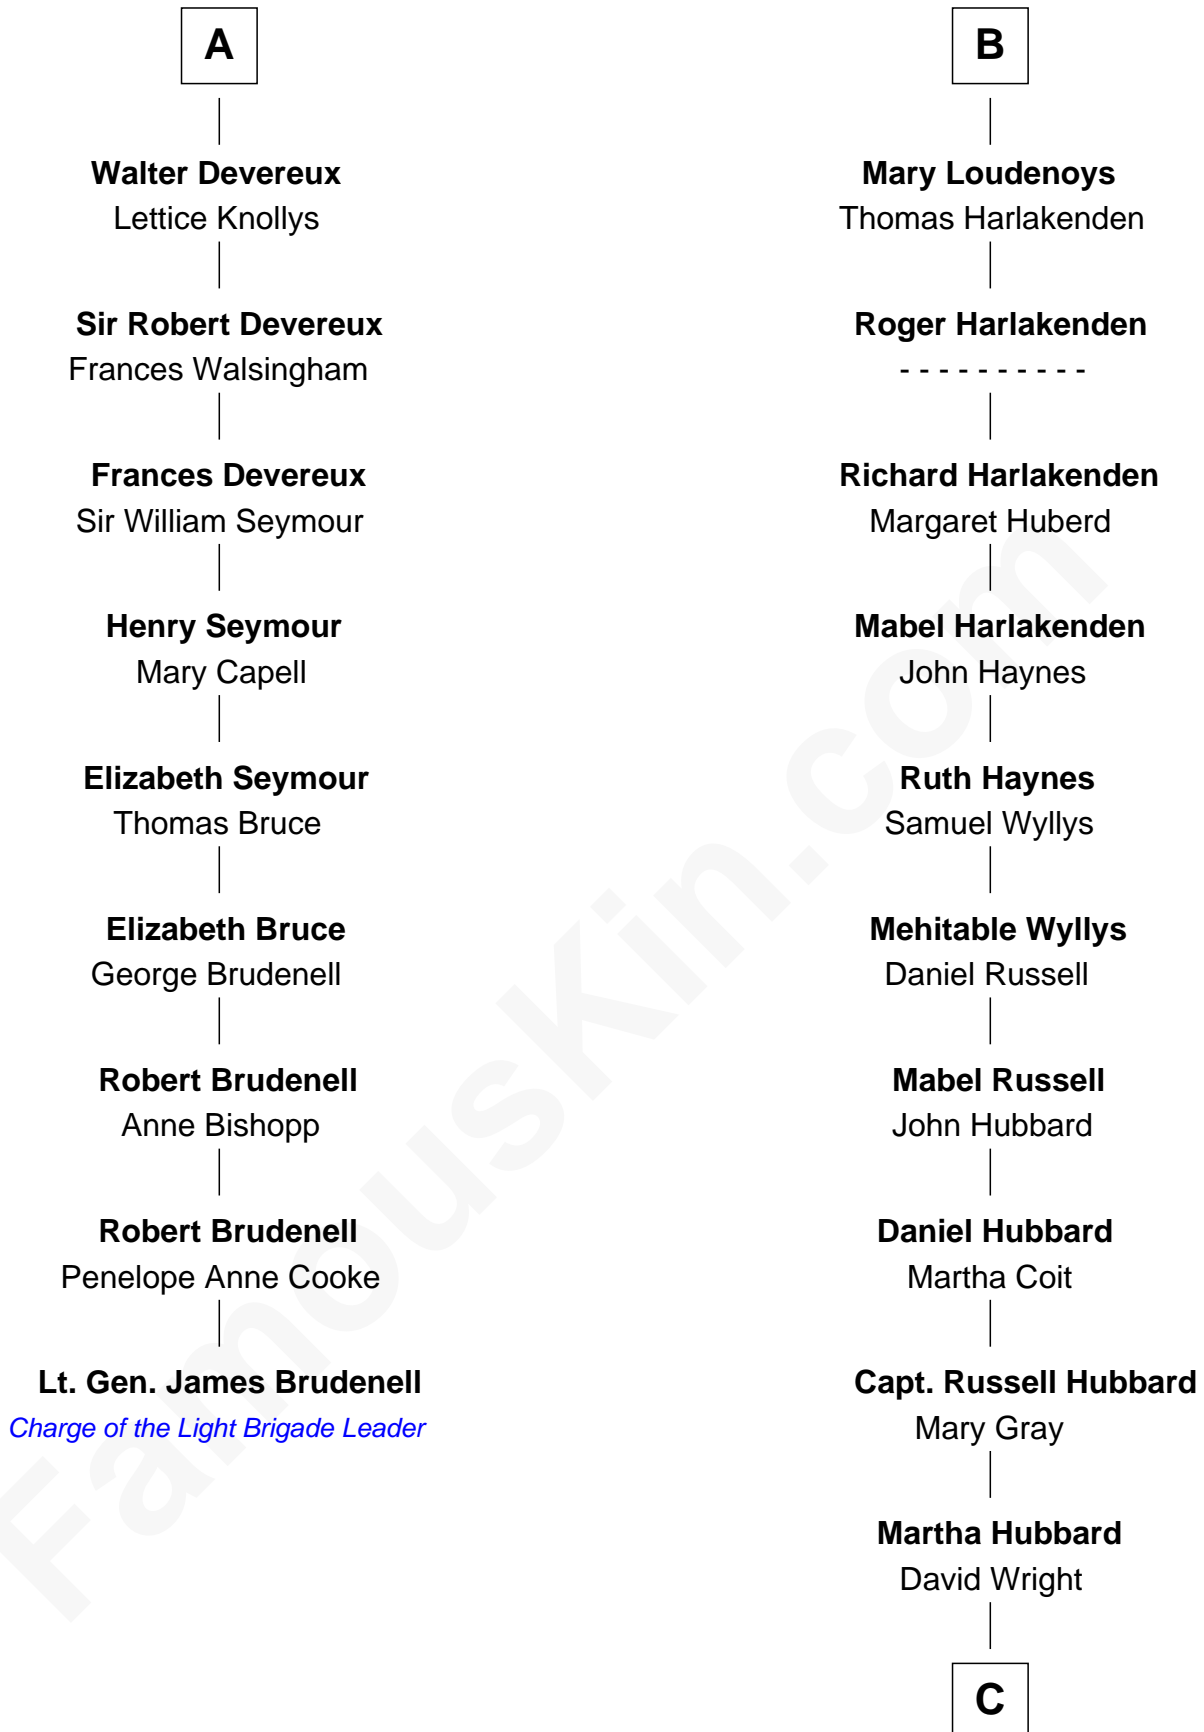 A
Walter Devereux
Lettice Knollys
Sir Robert Devereux
Frances Walsingham
Frances Devereux
Sir William Seymour
Henry Seymour
Mary Capell
Elizabeth Seymour
Thomas Bruce
Elizabeth Bruce
George Brudenell
Robert Brudenell
Anne Bishopp
Robert Brudenell
Penelope Anne Cooke
Lt. Gen. James Brudenell
Charge of the Light Brigade Leader
B
Mary Loudenoys
Thomas Harlakenden
Roger Harlakenden
- - - - - - - - - -
Richard Harlakenden
Margaret Huberd
Mabel Harlakenden
John Haynes
Ruth Haynes
Samuel Wyllys
Mehitable Wyllys
Daniel Russell
Mabel Russell
John Hubbard
Daniel Hubbard
Martha Coit
Capt. Russell Hubbard
Mary Gray
Martha Hubbard
David Wright
C
FamousKin.com